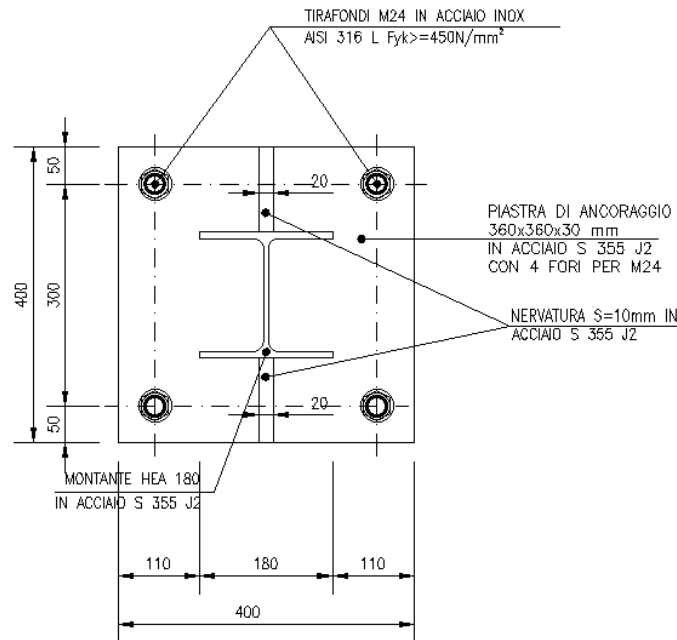 TIRAFONDI M24 IN ACCIAIO INOX
AISI 316 L Fyk>=450N/mm²
50
20
PIASTRA DI ANCORAGGIO
360x360x30 mm
IN ACCIAIO S 355 J2
CON 4 FORI PER M24
400
300
NERVATURA S=10mm IN
ACCIAIO S 355 J2
20
50
MONTANTE HEA 180
IN ACCIAIO S 355 J2
110
180
110
400